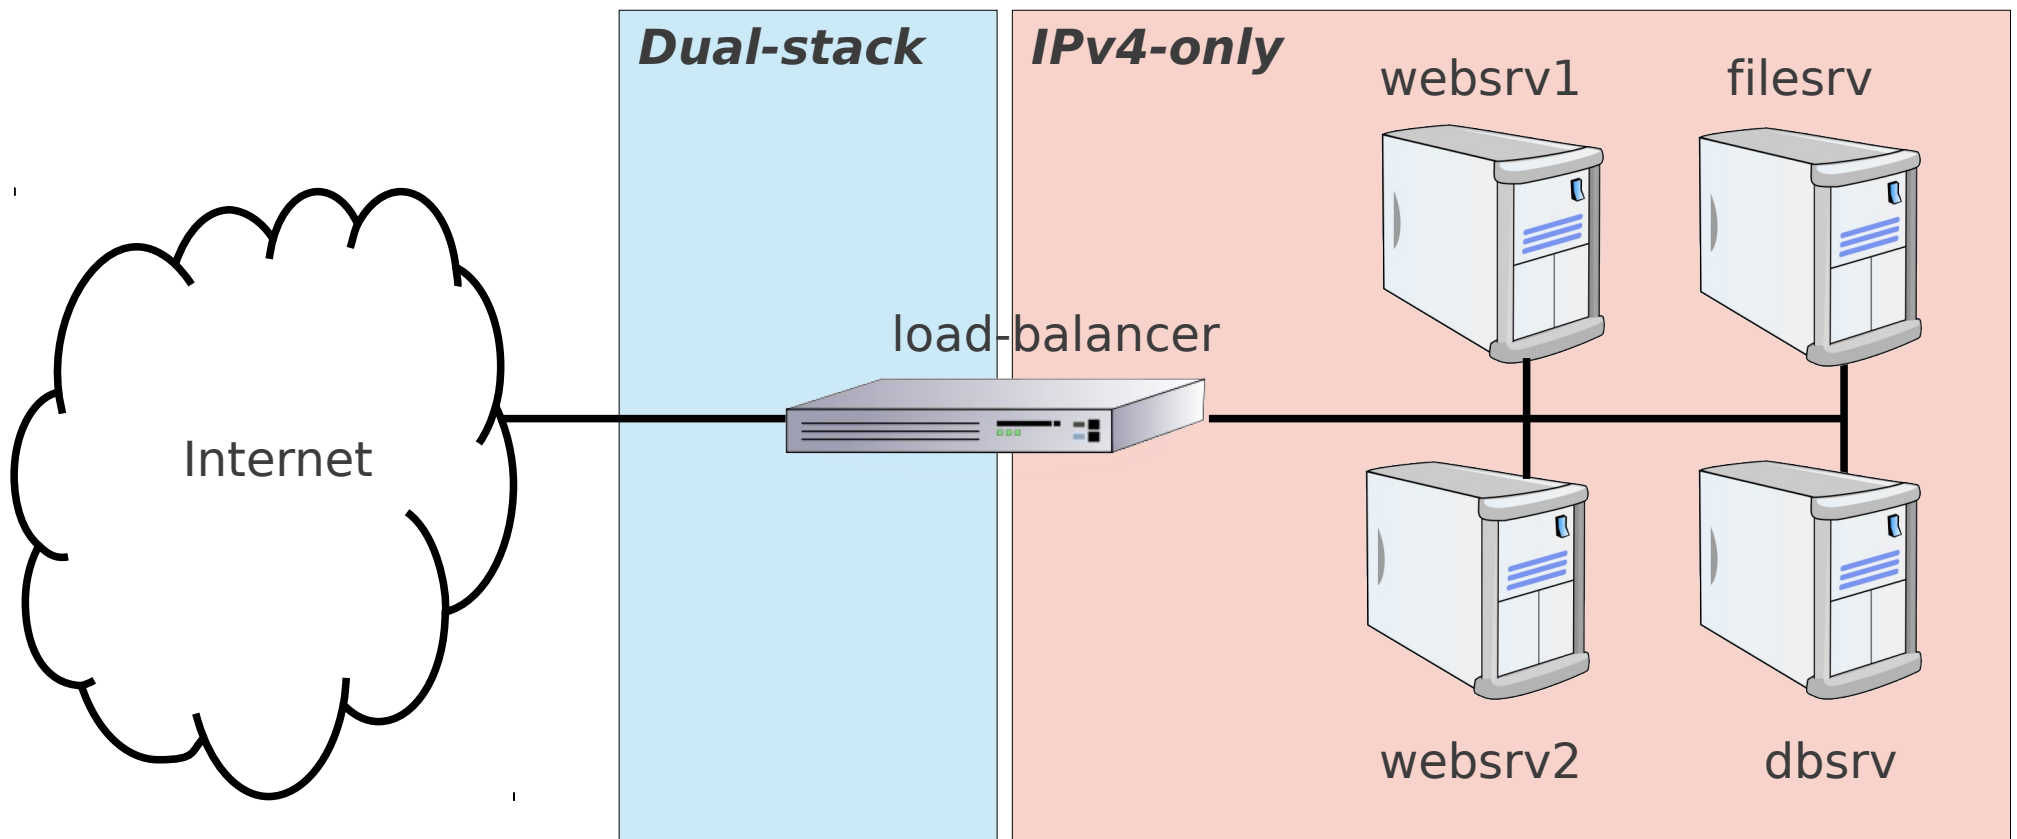 Dual-stack
IPv4-only
websrv1
filesrv
load-balancer
Internet
websrv2
dbsrv